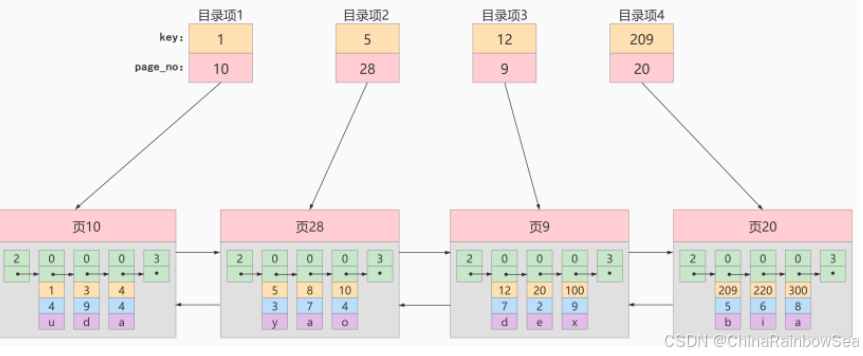 目录项1 目录项2 目录项3 目录项4
key: 1 5 12 209
page_no: 10 28 9 20
页10 页28 页9 页20
2 0 0 0 3 2 0 0 0 3 2 0 0 0 3 2 0 0 0 3
1 3 4 5 8 10 12 20 100 209 220 300
4 9 4 3 7 4 7 2 9 5 6 8
u d a y a o d e x b i a
CSDN @ChinaRainbowSea